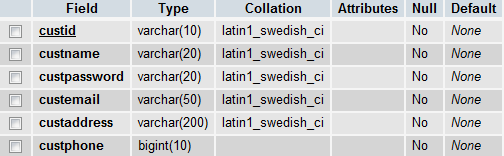 Field Type Collation Attributes Null Default
custid varchar(10) latin1_swedish_ci No None
custname varchar(20) latin1_swedish_ci No None
custpassword varchar(20) latin1_swedish_ci No None
custemail varchar(50) latin1_swedish_ci No None
custaddress varchar(200) latin1_swedish_ci No None
custphone bigint(10) No None